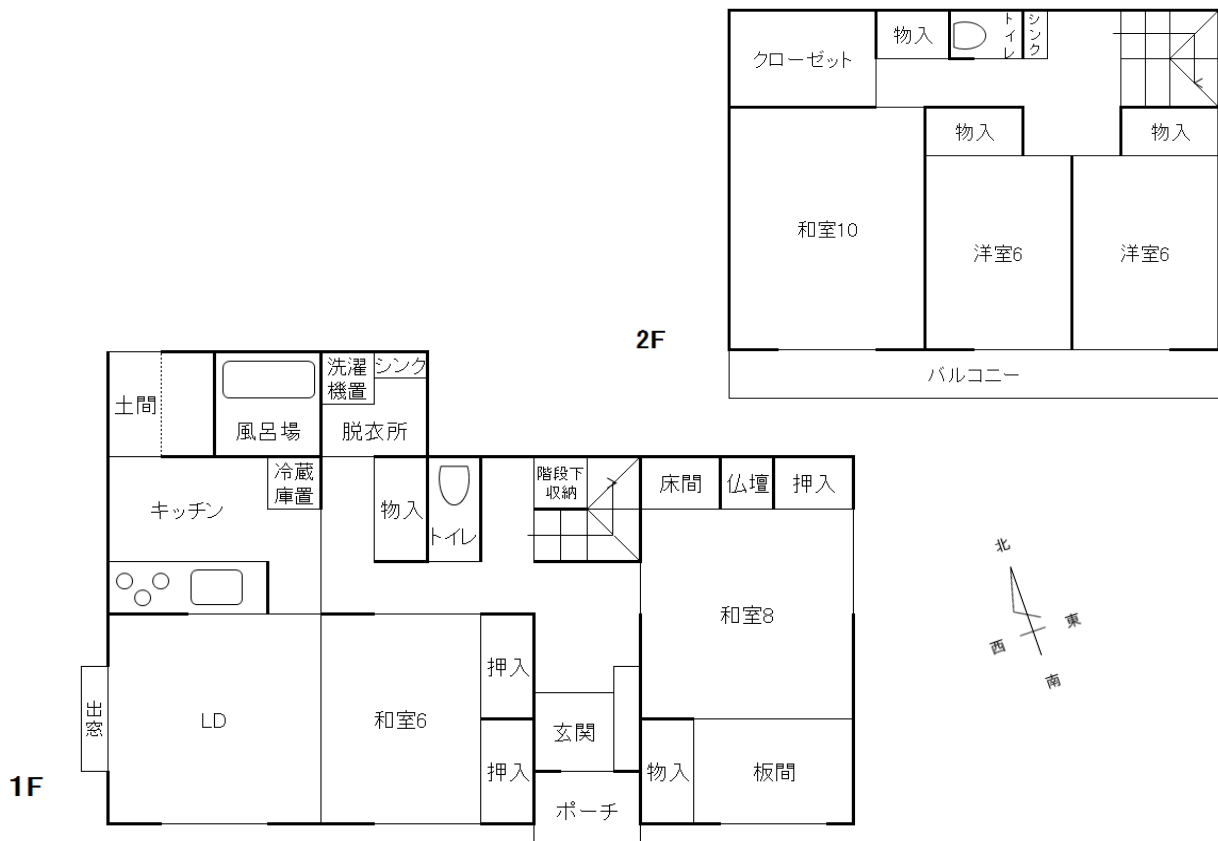 物入
トイレ
シンク
クローゼット
物入
物入
和室10
洋室6
洋室6
2F
バルコニー
洗濯
機置
シンク
土間
風呂場
脱衣所
冷蔵
庫置
キッチン
物入
トイレ
階段下
収納
床間
仏壇
押入
和室8
北
東
西
南
押入
出窓
LD
和室6
玄関
押入
物入
板間
1F
ポーチ